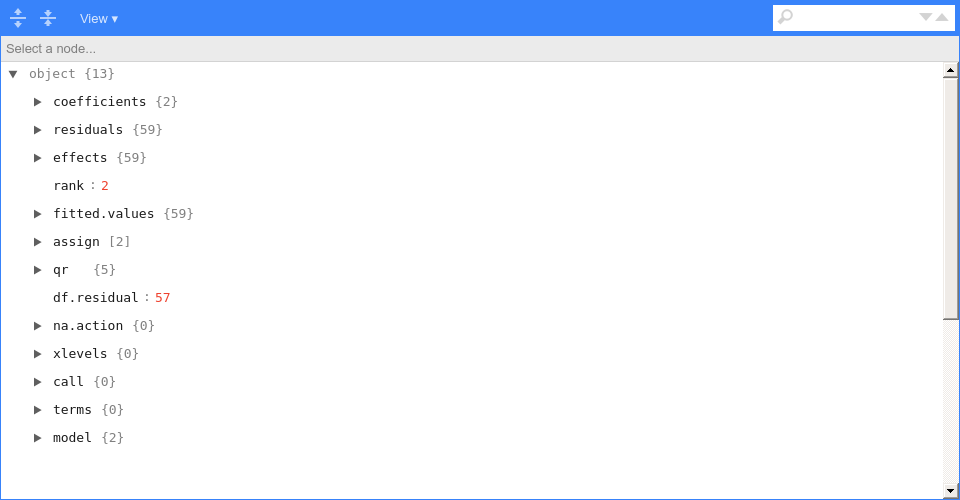 View ▾
Select a node...
object {13}
coefficients {2}
residuals {59}
effects {59}
rank : 2
fitted.values {59}
assign [2]
qr {5}
df.residual : 57
na.action {0}
xlevels {0}
call {0}
terms {0}
model {2}